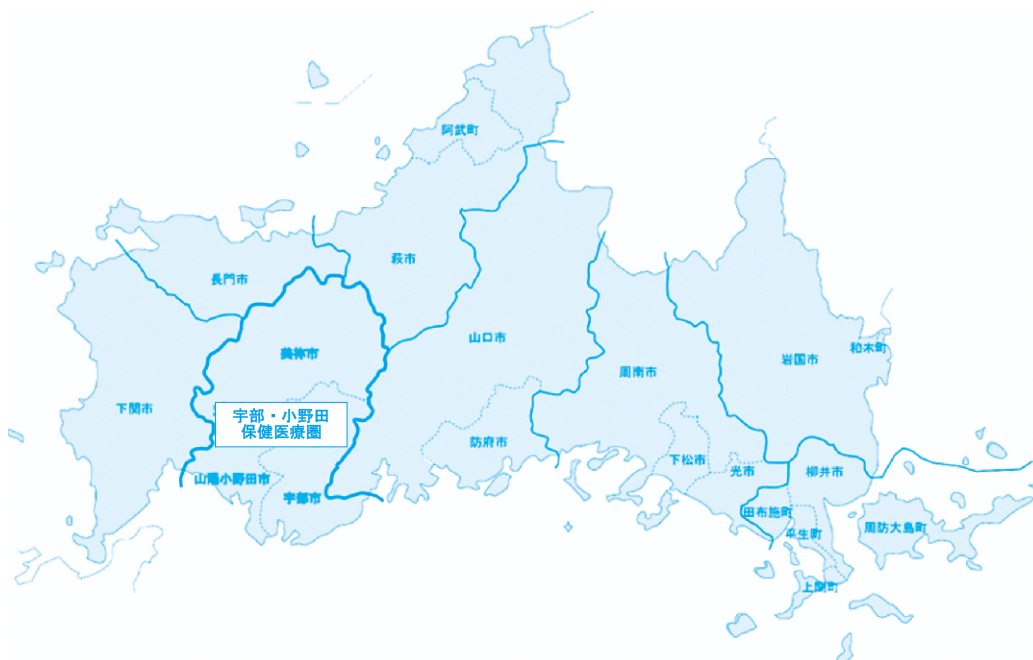 阿武町
萩市
長門市
山口市
美祢市
岩国市
和木町
周南市
下関市
宇部・小野田
保健医療圏
防府市
下松市
光市
柳井市
山陽小野田市
宇部市
田布施町
平生町
周防大島町
上関町